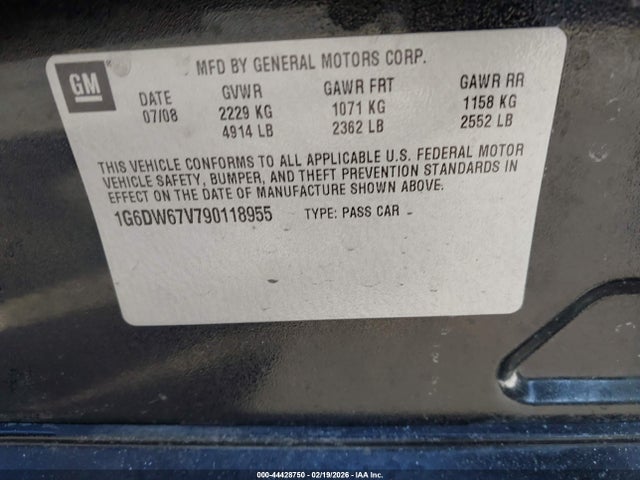 GM
MFD BY GENERAL MOTORS CORP.
DATE GVWR GAWR FRT GAWR RR
07/08 2229 KG 1071 KG 1158 KG
4914 LB 2362 LB 2552 LB
THIS VEHICLE CONFORMS TO ALL APPLICABLE U.S. FEDERAL MOTOR
VEHICLE SAFETY, BUMPER, AND THEFT PREVENTION STANDARDS IN
EFFECT ON THE DATE OF MANUFACTURE SHOWN ABOVE.
1G6DW67V790118955 TYPE: PASS CAR
000-44428750 - 02/19/2026 - IAA Inc.